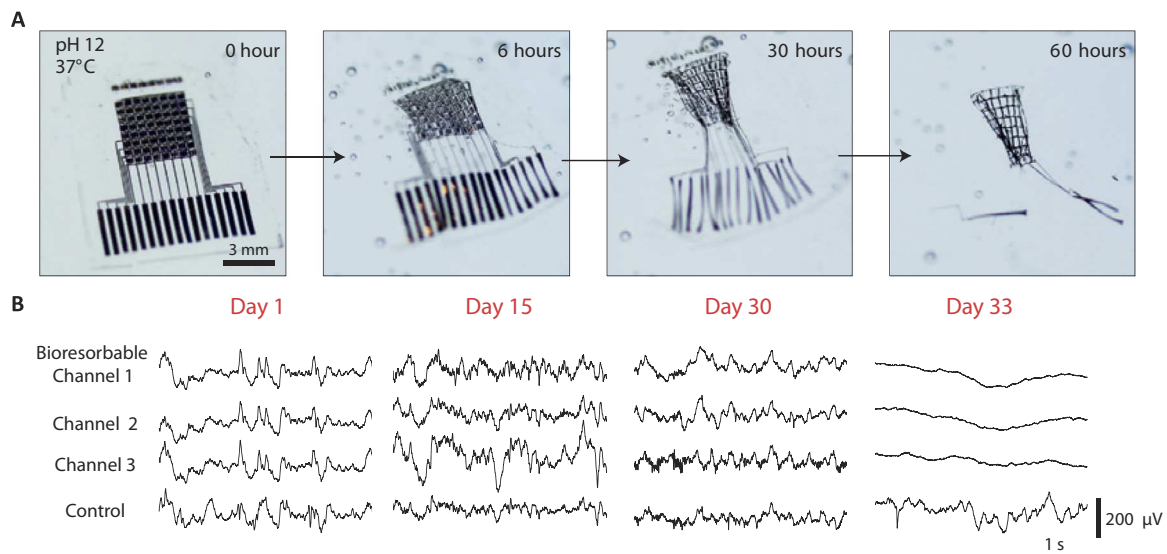 A
pH 12
37°C
0 hour
6 hours
30 hours
60 hours
3 mm
B
Day 1
Day 15
Day 30
Day 33
Bioresorbable
Channel 1
Channel 2
Channel 3
Control
200 µV
1 s